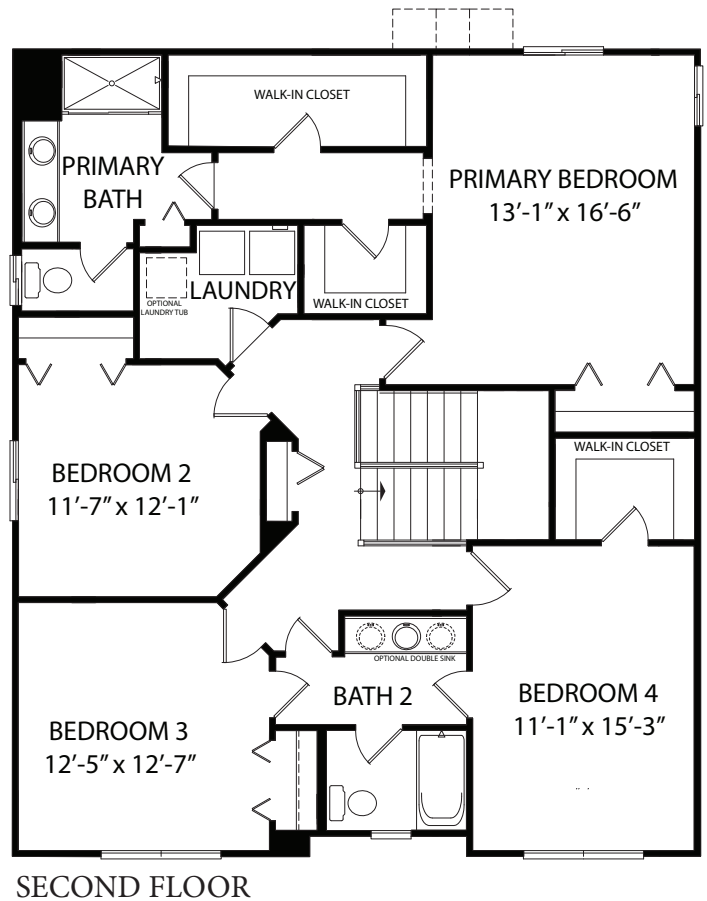 WALK-IN CLOSET
PRIMARY
BATH
PRIMARY BEDROOM
13’-1” x 16’-6”
LAUNDRY
OPTIONAL
LAUNDRY TUB
WALK-IN CLOSET
WALK-IN CLOSET
BEDROOM 2
11’-7” x 12’-1”
OPTIONAL DOUBLE SINK
BATH 2
BEDROOM 4
11’-1” x 15’-3”
BEDROOM 3
12’-5” x 12’-7”
SECOND FLOOR